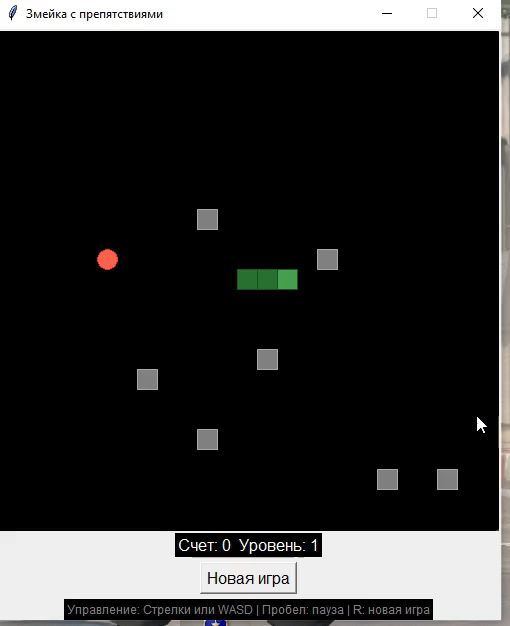 Змейка с препятствиями
Счет: 0 Уровень: 1
Новая игра
Управление: Стрелки или WASD | Пробел: пауза | R: новая игра